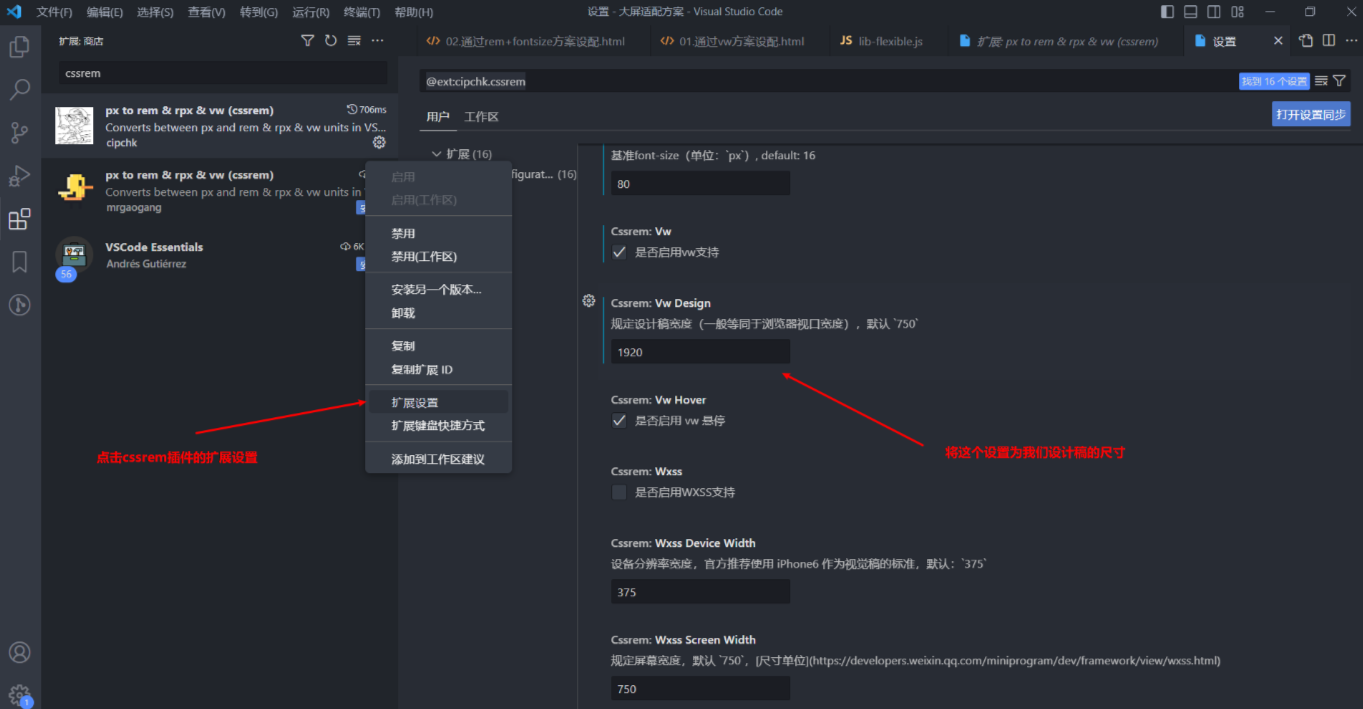 文件(F) 编辑(E) 选择(S) 查看(V) 转到(G) 运行(R) 终端(T) 帮助(H)
设置 - 大屏适配方案 - Visual Studio Code
扩展: 商店
cssrem
px to rem & rpx & vw (cssrem)
706ms
Converts between px and rem & rpx & vw units in VS...
cipchk
px to rem & rpx & vw (cssrem)
Converts between px and rem & rpx & vw units in
mrgaogang
VSCode Essentials
6K
Andrés Gutiérrez
56
启用
启用(工作区)
禁用
禁用(工作区)
安装另一个版本...
卸载
复制
复制扩展 ID
扩展设置
扩展键盘快捷方式
添加到工作区建议
点击cssrem插件的扩展设置
1
02.通过rem+fontsize方案设配.html
01.通过vw方案设配.html
JS lib-flexible.js
扩展: px to rem & rpx & vw (cssrem)
设置
@ext:cipchk.cssrem
找到 16 个设置
用户 工作区
打开设置同步
扩展 (16)
figurat... (16)
基准font-size（单位：`px`）, default: 16
80
Cssrem: Vw
是否启用vw支持
Cssrem: Vw Design
规定设计稿宽度（一般等同于浏览器视口宽度），默认 `750`
1920
Cssrem: Vw Hover
是否启用 vw 悬停
将这个设置为我们设计稿的尺寸
Cssrem: Wxss
是否启用WXSS支持
Cssrem: Wxss Device Width
设备分辨率宽度，官方推荐使用 iPhone6 作为视觉稿的标准，默认：`375`
375
Cssrem: Wxss Screen Width
规定屏幕宽度，默认 `750`，[尺寸单位](https://developers.weixin.qq.com/miniprogram/dev/framework/view/wxss.html)
750